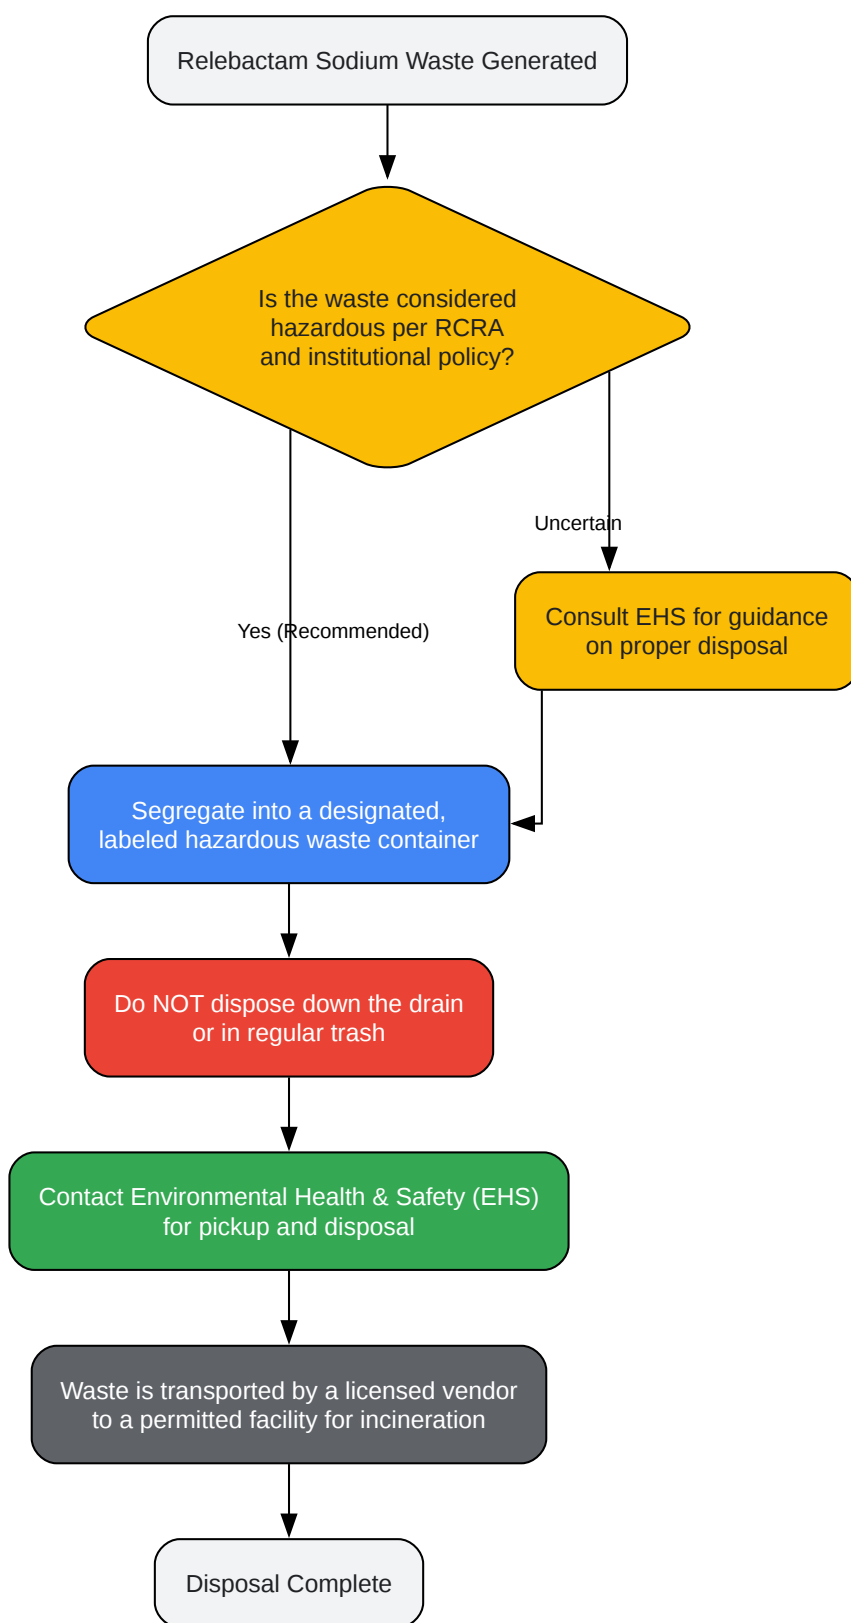 Relebactam Sodium Waste Generated
Is the waste considered
hazardous per RCRA
and institutional policy?
Uncertain
Consult EHS for guidance
on proper disposal
Yes (Recommended)
Segregate into a designated,
labeled hazardous waste container
Do NOT dispose down the drain
or in regular trash
Contact Environmental Health & Safety (EHS)
for pickup and disposal
Waste is transported by a licensed vendor
to a permitted facility for incineration
Disposal Complete